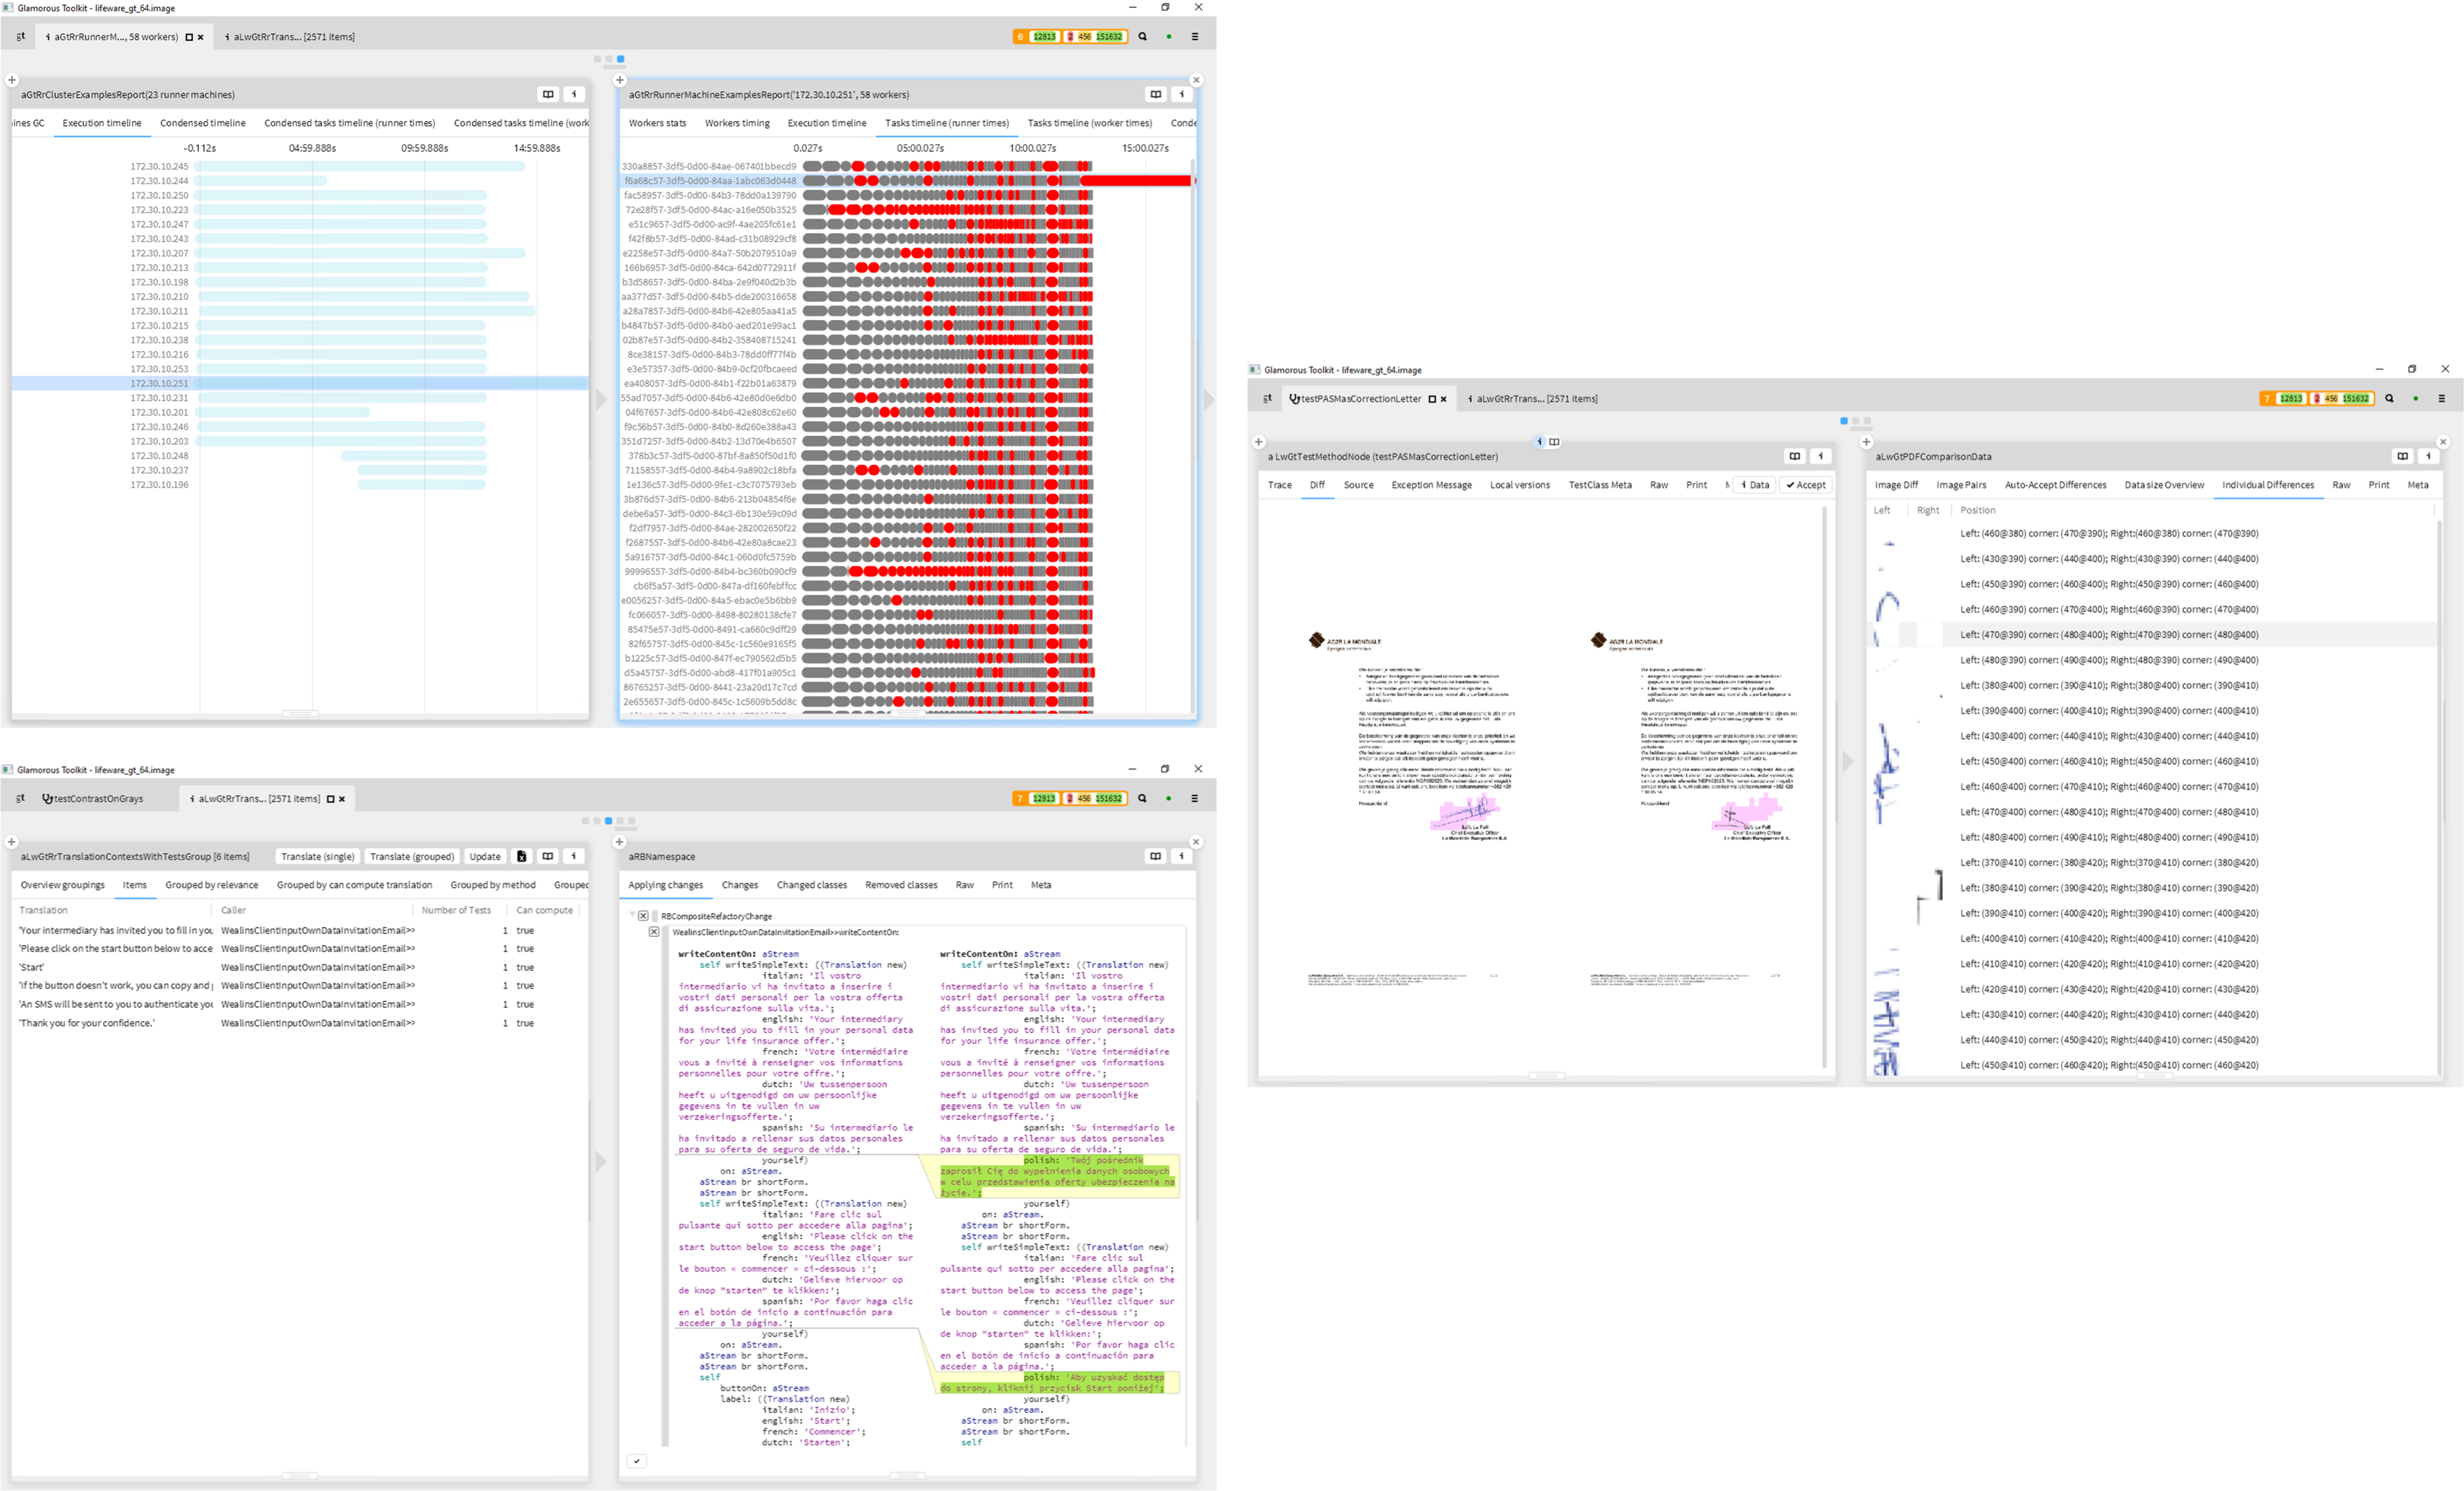 Glamorous Toolkit - lifeware_gt_64.image
gt
aGtRrRunnerM..., 58 workers)
aLwGtRrTrans... [2571 items]
6 12813 2 456 151632
aGtRrClusterExamplesReport(23 runner machines)
ines GC Execution timeline Condensed timeline Condensed tasks timeline (runner times) Condensed tasks timeline (work
-0.112s 04:59.888s 09:59.888s 14:59.888s
172.30.10.245
172.30.10.244
172.30.10.250
172.30.10.223
172.30.10.247
172.30.10.243
172.30.10.207
172.30.10.213
172.30.10.198
172.30.10.210
172.30.10.211
172.30.10.215
172.30.10.238
172.30.10.216
172.30.10.253
172.30.10.251
172.30.10.231
172.30.10.201
172.30.10.246
172.30.10.203
172.30.10.248
172.30.10.237
172.30.10.196
aGtRrRunnerMachineExamplesReport('172.30.10.251', 58 workers)
Workers stats Workers timing Execution timeline Tasks timeline (runner times) Tasks timeline (worker times) Conde
0.027s 05:00.027s 10:00.027s 15:00.027s
330a8857-3df5-0d00-84ae-067401bbecd9
f6a68c57-3df5-0d00-84aa-1abc063d0448
fac58957-3df5-0d00-84b3-78dd0a139790
72e28f57-3df5-0d00-84ac-a16e050b3525
e51c9657-3df5-0d00-ac9f-4ae205fc61e1
f42f8b57-3df5-0d00-84ad-c31b08929cf8
e2258e57-3df5-0d00-84a7-50b2079510a9
166b6957-3df5-0d00-84ca-642d0772911f
b3d58657-3df5-0d00-84ba-2e9f040d2b3b
aa377d57-3df5-0d00-84b5-dde200316658
a28a7857-3df5-0d00-84b6-42e805aa41a5
b4847b57-3df5-0d00-84b0-aed201e99ac1
02b87e57-3df5-0d00-84b2-358408715241
8ce38157-3df5-0d00-84b3-78dd0ff77f4b
e3e57357-3df5-0d00-84b9-0cf20fbcaeed
ea408057-3df5-0d00-84b1-f22b01a63879
55ad7057-3df5-0d00-84b6-42e80d0e6db0
04f67657-3df5-0d00-84b6-42e808c62e60
f9c56b57-3df5-0d00-84b0-8d260e388a43
351d7257-3df5-0d00-84b2-13d70e4b6507
378b3c57-3df5-0d00-87bf-8a850f50d1f0
71158557-3df5-0d00-84b4-9a8902c18bfa
1e136c57-3df5-0d00-9fe1-c3c7075793eb
3b876d57-3df5-0d00-84b6-213b04854f6e
debe6a57-3df5-0d00-84c3-6b130e59c09d
f2df7957-3df5-0d00-84ae-282002650f22
f2687557-3df5-0d00-84b6-42e80a8cae23
5a916757-3df5-0d00-84c1-060d0fc5759b
99996557-3df5-0d00-84b4-bc360b090cf9
cb6f5a57-3df5-0d00-847a-df160febffcc
e0056257-3df5-0d00-84a5-ebac0e5b6bb9
fc066057-3df5-0d00-8498-80280138cfe7
85475e57-3df5-0d00-8491-ca660c9dff29
82f65757-3df5-0d00-845c-1c560e9165f5
b1225c57-3df5-0d00-847f-ec790562d5b5
d5a45757-3df5-0d00-abd8-417f01a905c1
86765257-3df5-0d00-8441-23a20d17c7cd
2e655657-3df5-0d00-845c-1c5609b5dd8c
Glamorous Toolkit - lifeware_gt_64.image
gt
testPASMasCorrectionLetter
aLwGtRrTrans... [2571 items]
7 12813 2 456 151632
a LwGtTestMethodNode (testPASMasCorrectionLetter)
Trace Diff Source Exception Message Local versions TestClass Meta Raw Print Data Accept
AG2R LA MONDIALE
AG2R LA MONDIALE
Hoogachtend
Loïc Le Foll
Chief Executive Officer
La Mondiale Europartner S.A.
Loïc Le Foll
Chief Executive Officer
La Mondiale Europartner S.A.
aLwGtPDFComparisonData
Image Diff Image Pairs Auto-Accept Differences Data size Overview Individual Differences Raw Print Meta
Left Right Position
Left: (460@380) corner: (470@390); Right:(460@380) corner: (470@390)
Left: (430@390) corner: (440@400); Right:(430@390) corner: (440@400)
Left: (450@390) corner: (460@400); Right:(450@390) corner: (460@400)
Left: (460@390) corner: (470@400); Right:(460@390) corner: (470@400)
Left: (470@390) corner: (480@400); Right:(470@390) corner: (480@400)
Left: (480@390) corner: (490@400); Right:(480@390) corner: (490@400)
Left: (380@400) corner: (390@410); Right:(380@400) corner: (390@410)
Left: (390@400) corner: (400@410); Right:(390@400) corner: (400@410)
Left: (430@400) corner: (440@410); Right:(430@400) corner: (440@410)
Left: (450@400) corner: (460@410); Right:(450@400) corner: (460@410)
Left: (460@400) corner: (470@410); Right:(460@400) corner: (470@410)
Left: (470@400) corner: (480@410); Right:(470@400) corner: (480@410)
Left: (480@400) corner: (490@410); Right:(480@400) corner: (490@410)
Left: (370@410) corner: (380@420); Right:(370@410) corner: (380@420)
Left: (380@410) corner: (390@420); Right:(380@410) corner: (390@420)
Left: (390@410) corner: (400@420); Right:(390@410) corner: (400@420)
Left: (400@410) corner: (410@420); Right:(400@410) corner: (410@420)
Left: (410@410) corner: (420@420); Right:(410@410) corner: (420@420)
Left: (420@410) corner: (430@420); Right:(420@410) corner: (430@420)
Left: (430@410) corner: (440@420); Right:(430@410) corner: (440@420)
Left: (440@410) corner: (450@420); Right:(440@410) corner: (450@420)
Left: (450@410) corner: (460@420); Right:(450@410) corner: (460@420)
Glamorous Toolkit - lifeware_gt_64.image
gt
testContrastOnGrays
aLwGtRrTrans... [2571 items]
7 12813 2 456 151632
aLwGtRrTranslationContextsWithTestsGroup [6 items] Translate (single) Translate (grouped) Update
Overview groupings Items Grouped by relevance Grouped by can compute translation Grouped by method Grouped
Translation Caller Number of Tests Can compute
'Your intermediary has invited you to fill in you WealinsClientInputOwnDataInvitationEmail>> 1 true
'Please click on the start button below to acce WealinsClientInputOwnDataInvitationEmail>> 1 true
'Start' WealinsClientInputOwnDataInvitationEmail>> 1 true
'If the button doesn't work, you can copy and p WealinsClientInputOwnDataInvitationEmail>> 1 true
'An SMS will be sent to you to authenticate you WealinsClientInputOwnDataInvitationEmail>> 1 true
'Thank you for your confidence.' WealinsClientInputOwnDataInvitationEmail>> 1 true
aRBNamespace
Applying changes Changes Changed classes Removed classes Raw Print Meta
RBCompositeRefactoryChange
WealinsClientInputOwnDataInvitationEmail>>writeContentOn:
writeContentOn: aStream
self writeSimpleText: ((Translation new)
italian: 'Il vostro
intermediario vi ha invitato a inserire i
vostri dati personali per la vostra offerta
di assicurazione sulla vita.';
english: 'Your intermediary
has invited you to fill in your personal data
for your life insurance offer.';
french: 'Votre intermédiaire
vous a invité à renseigner vos informations
personnelles pour votre offre.';
dutch: 'Uw tussenpersoon
heeft u uitgenodigd om uw persoonlijke
gegevens in te vullen in uw
verzekeringsofferte.';
spanish: 'Su intermediario le
ha invitado a rellenar sus datos personales
para su oferta de seguro de vida.';
yourself)
on: aStream.
aStream br shortForm.
aStream br shortForm.
self writeSimpleText: ((Translation new)
italian: 'Fare clic sul
pulsante qui sotto per accedere alla pagina';
english: 'Please click on the
start button below to access the page';
french: 'Veuillez cliquer sur
le bouton « commencer » ci-dessous :';
dutch: 'Gelieve hiervoor op
de knop "starten" te klikken:';
spanish: 'Por favor haga clic
en el botón de inicio a continuación para
acceder a la página.';
yourself)
on: aStream.
aStream br shortForm.
aStream br shortForm.
self
buttonOn: aStream
label: ((Translation new)
italian: 'Inizio';
english: 'Start';
french: 'Commencer';
dutch: 'Starten';
writeContentOn: aStream
self writeSimpleText: ((Translation new)
italian: 'Il vostro
intermediario vi ha invitato a inserire i
vostri dati personali per la vostra offerta
di assicurazione sulla vita.';
english: 'Your intermediary
has invited you to fill in your personal data
for your life insurance offer.';
french: 'Votre intermédiaire
vous a invité à renseigner vos informations
personnelles pour votre offre.';
dutch: 'Uw tussenpersoon
heeft u uitgenodigd om uw persoonlijke
gegevens in te vullen in uw
verzekeringsofferte.';
spanish: 'Su intermediario le
ha invitado a rellenar sus datos personales
para su oferta de seguro de vida.';
polish: 'Twój pośrednik
zaprosił Cię do wypełnienia danych osobowych
w celu przedstawienia oferty ubezpieczenia na
życie.';
yourself)
on: aStream.
aStream br shortForm.
aStream br shortForm.
self writeSimpleText: ((Translation new)
italian: 'Fare clic sul
pulsante qui sotto per accedere alla pagina';
english: 'Please click on the
start button below to access the page';
french: 'Veuillez cliquer sur
le bouton « commencer » ci-dessous :';
dutch: 'Gelieve hiervoor op
de knop "starten" te klikken:';
spanish: 'Por favor haga clic
en el botón de inicio a continuación para
acceder a la página.';
polish: 'Aby uzyskać dostęp
do strony, kliknij przycisk Start poniżej';
yourself)
on: aStream.
aStream br shortForm.
aStream br shortForm.
self